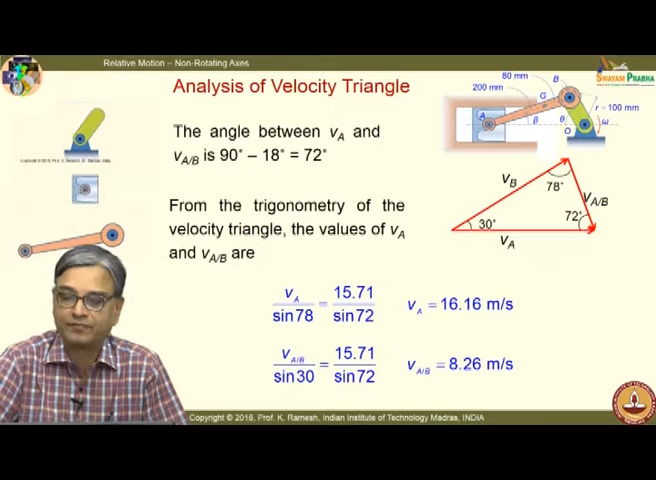 Relative Motion – Non-Rotating Axes
SWAYAM PRABHA
Analysis of Velocity Triangle
80 mm
B
200 mm
G
r = 100 mm
A
β
θ
ω
O
The angle between vA and
vA/B is 90˚ – 18˚ = 72˚
vB
78˚
vA/B
72˚
30˚
vA
From the trigonometry of the
velocity triangle, the values of vA
and vA/B are
vA/sin78 = 15.71/sin72 vA = 16.16 m/s
vA/B/sin30 = 15.71/sin72 vA/B = 8.26 m/s
Copyright © 2018, Prof. K. Ramesh, Indian Institute of Technology Madras, INDIA